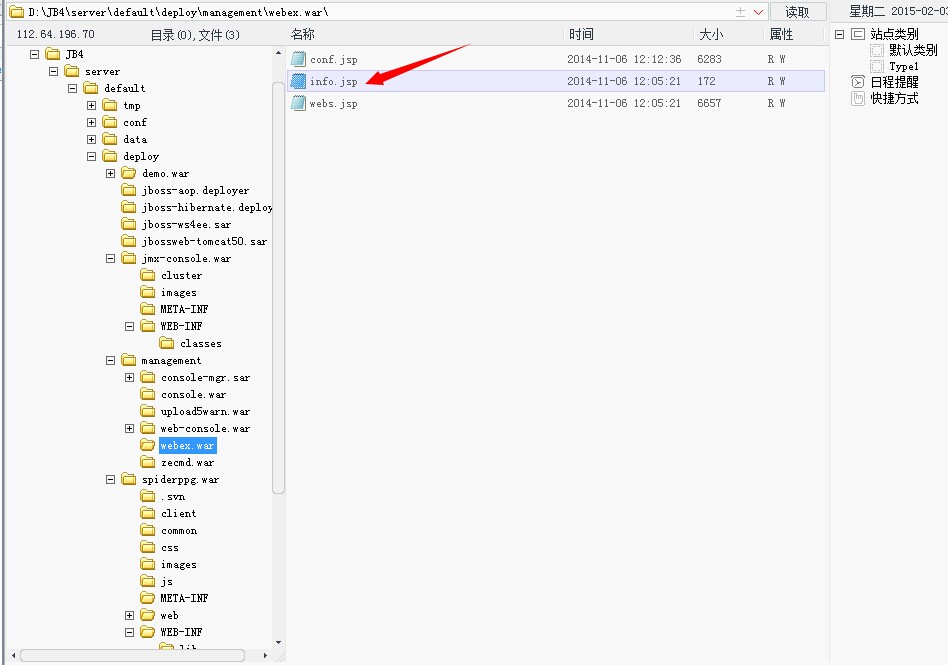 D:\JB4\server\default\deploy\management\webex.war\
读取
星期二 2015-02-03
112.64.196.70
目录(0),文件(3)
名称
时间
大小
属性
站点类别
默认类别
Type1
日程提醒
快捷方式
JB4
server
default
tmp
conf
data
deploy
demo.war
jboss-aop.deployer
jboss-hibernate.deploy
jboss-ws4ee.sar
jbossweb-tomcat50.sar
jmx-console.war
cluster
images
META-INF
WEB-INF
classes
management
console-mgr.sar
console.war
upload5warn.war
web-console.war
webex.war
zecmd.war
spiderppg.war
.svn
client
common
css
images
js
META-INF
web
WEB-INF
lib
conf.jsp 2014-11-06 12:12:36 6283 R W
info.jsp 2014-11-06 12:05:21 172 R W
webs.jsp 2014-11-06 12:05:21 6657 R W